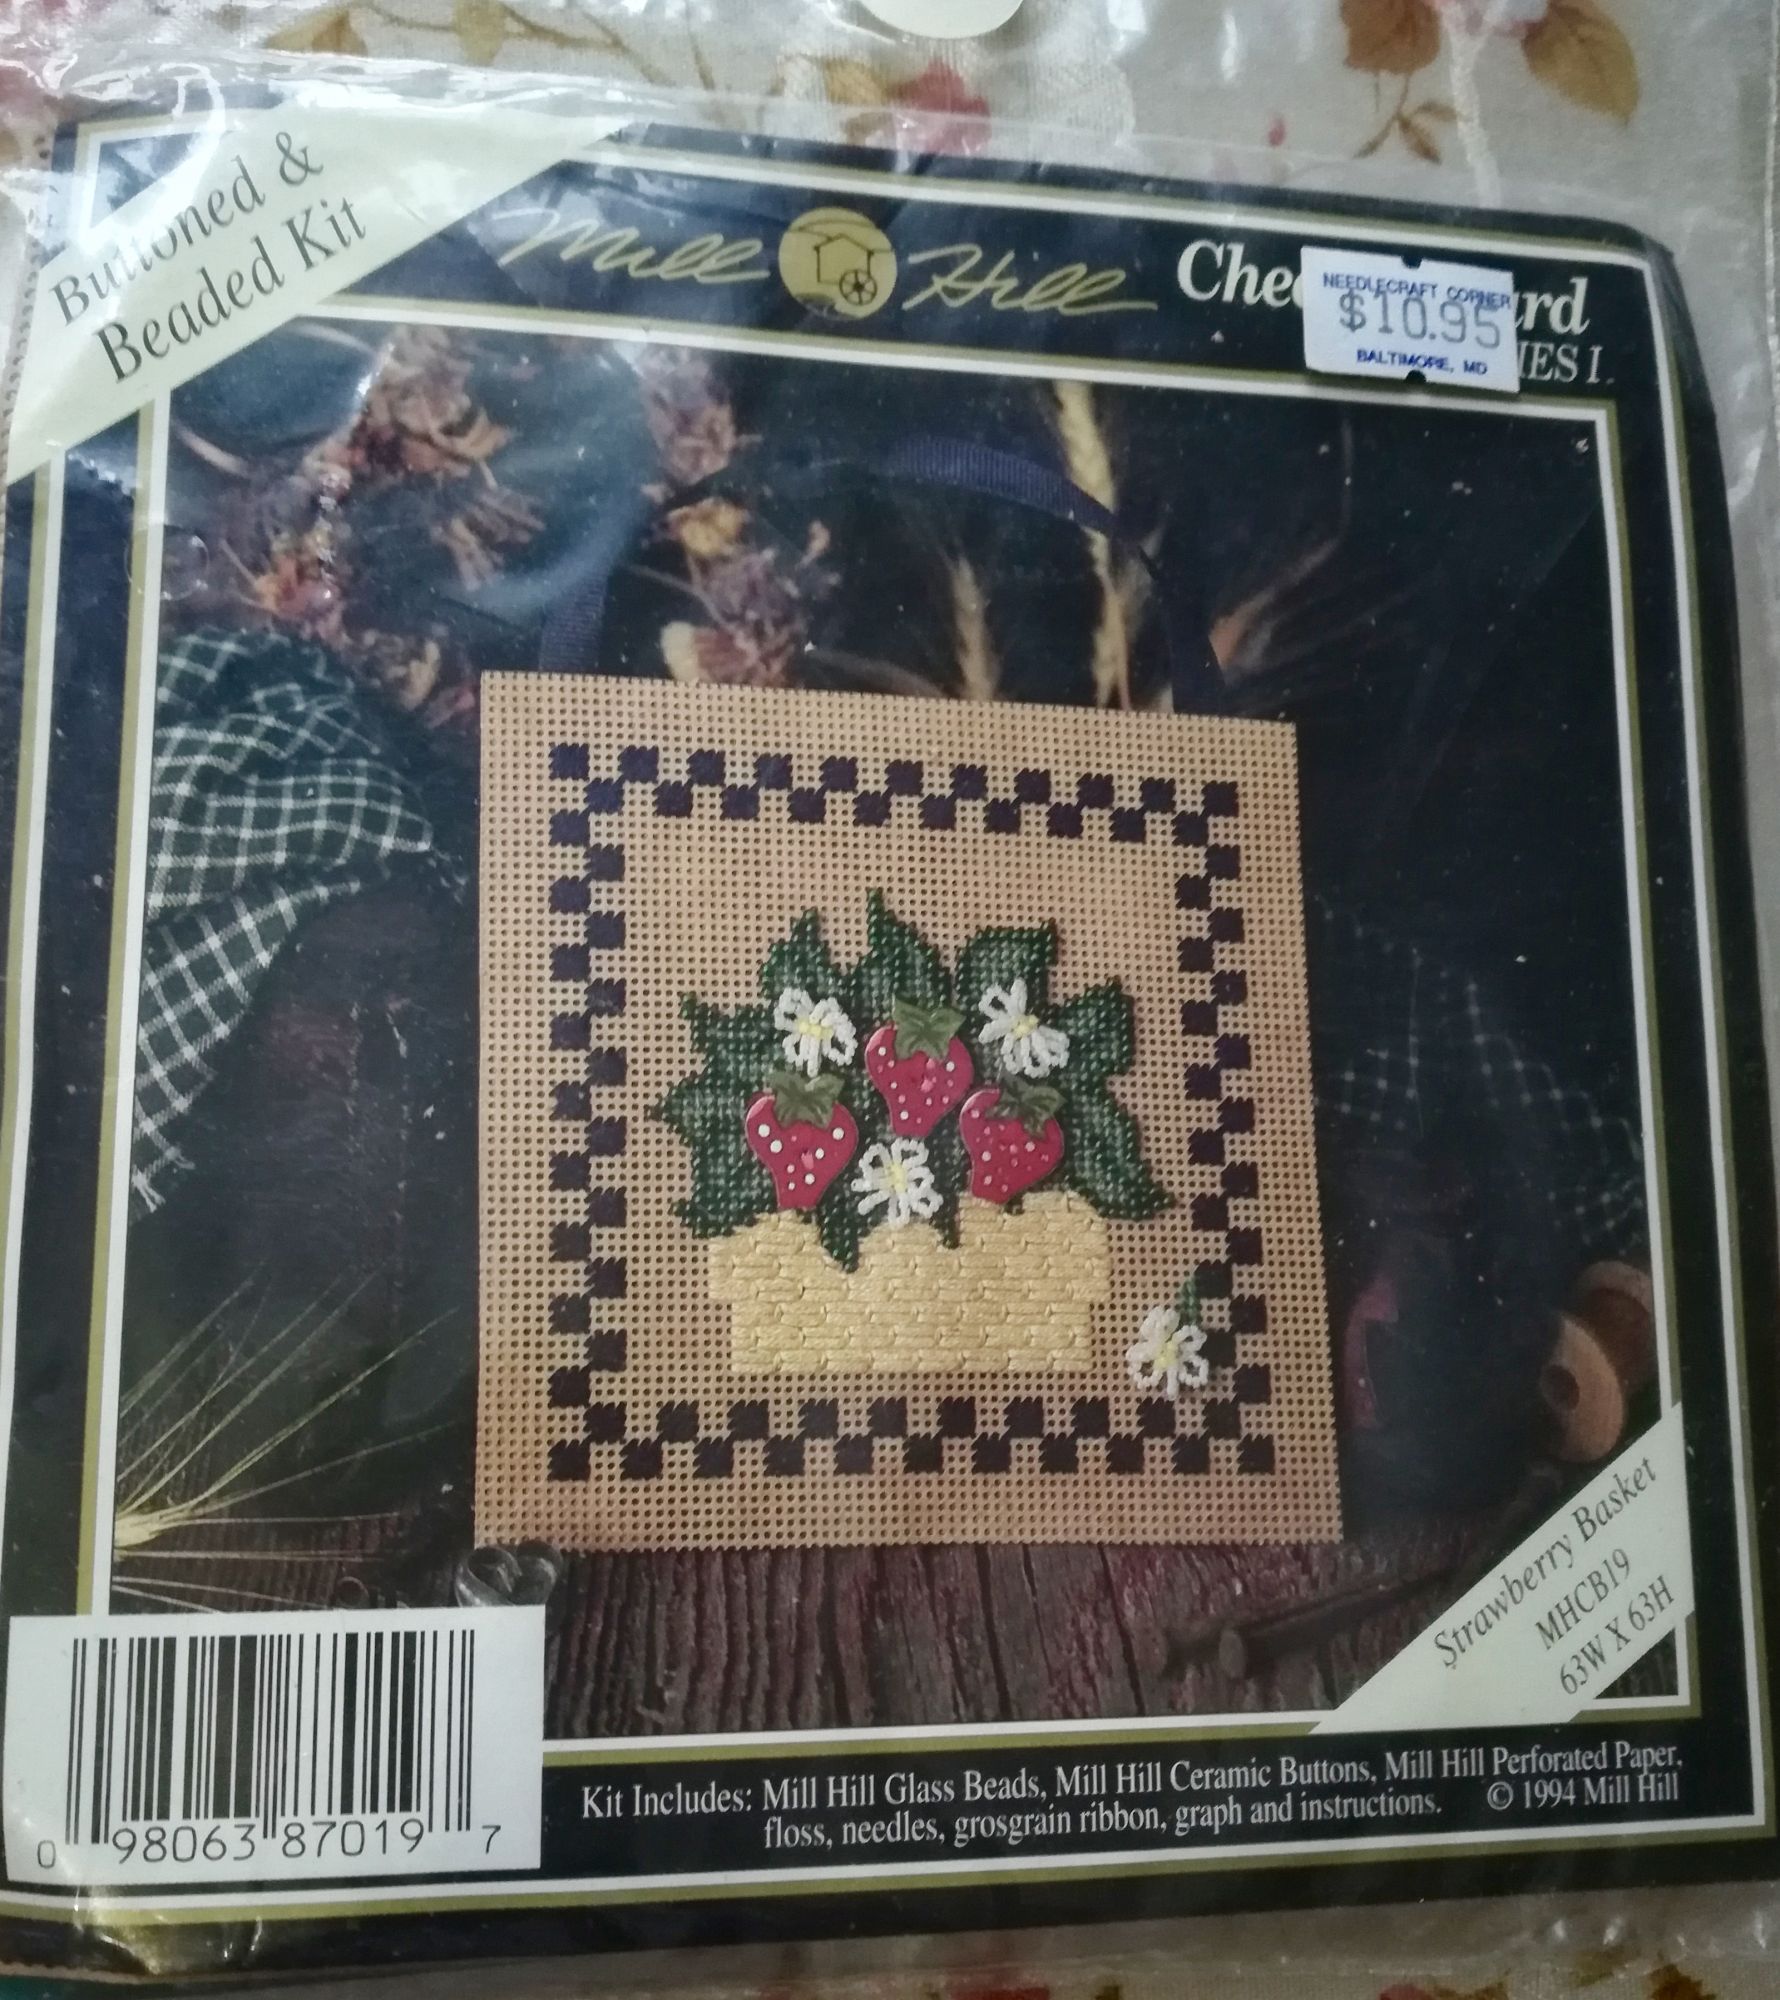 Buttoned &
Beaded Kit
Mill Hill
NEEDLECRAFT CORNER
$10.95
BALTIMORE, MD
Strawberry Basket
MHCB19
63W X 63H
0 98063 87019 7
Kit Includes: Mill Hill Glass Beads, Mill Hill Ceramic Buttons, Mill Hill Perforated Paper,
floss, needles, grosgrain ribbon, graph and instructions. © 1994 Mill Hill